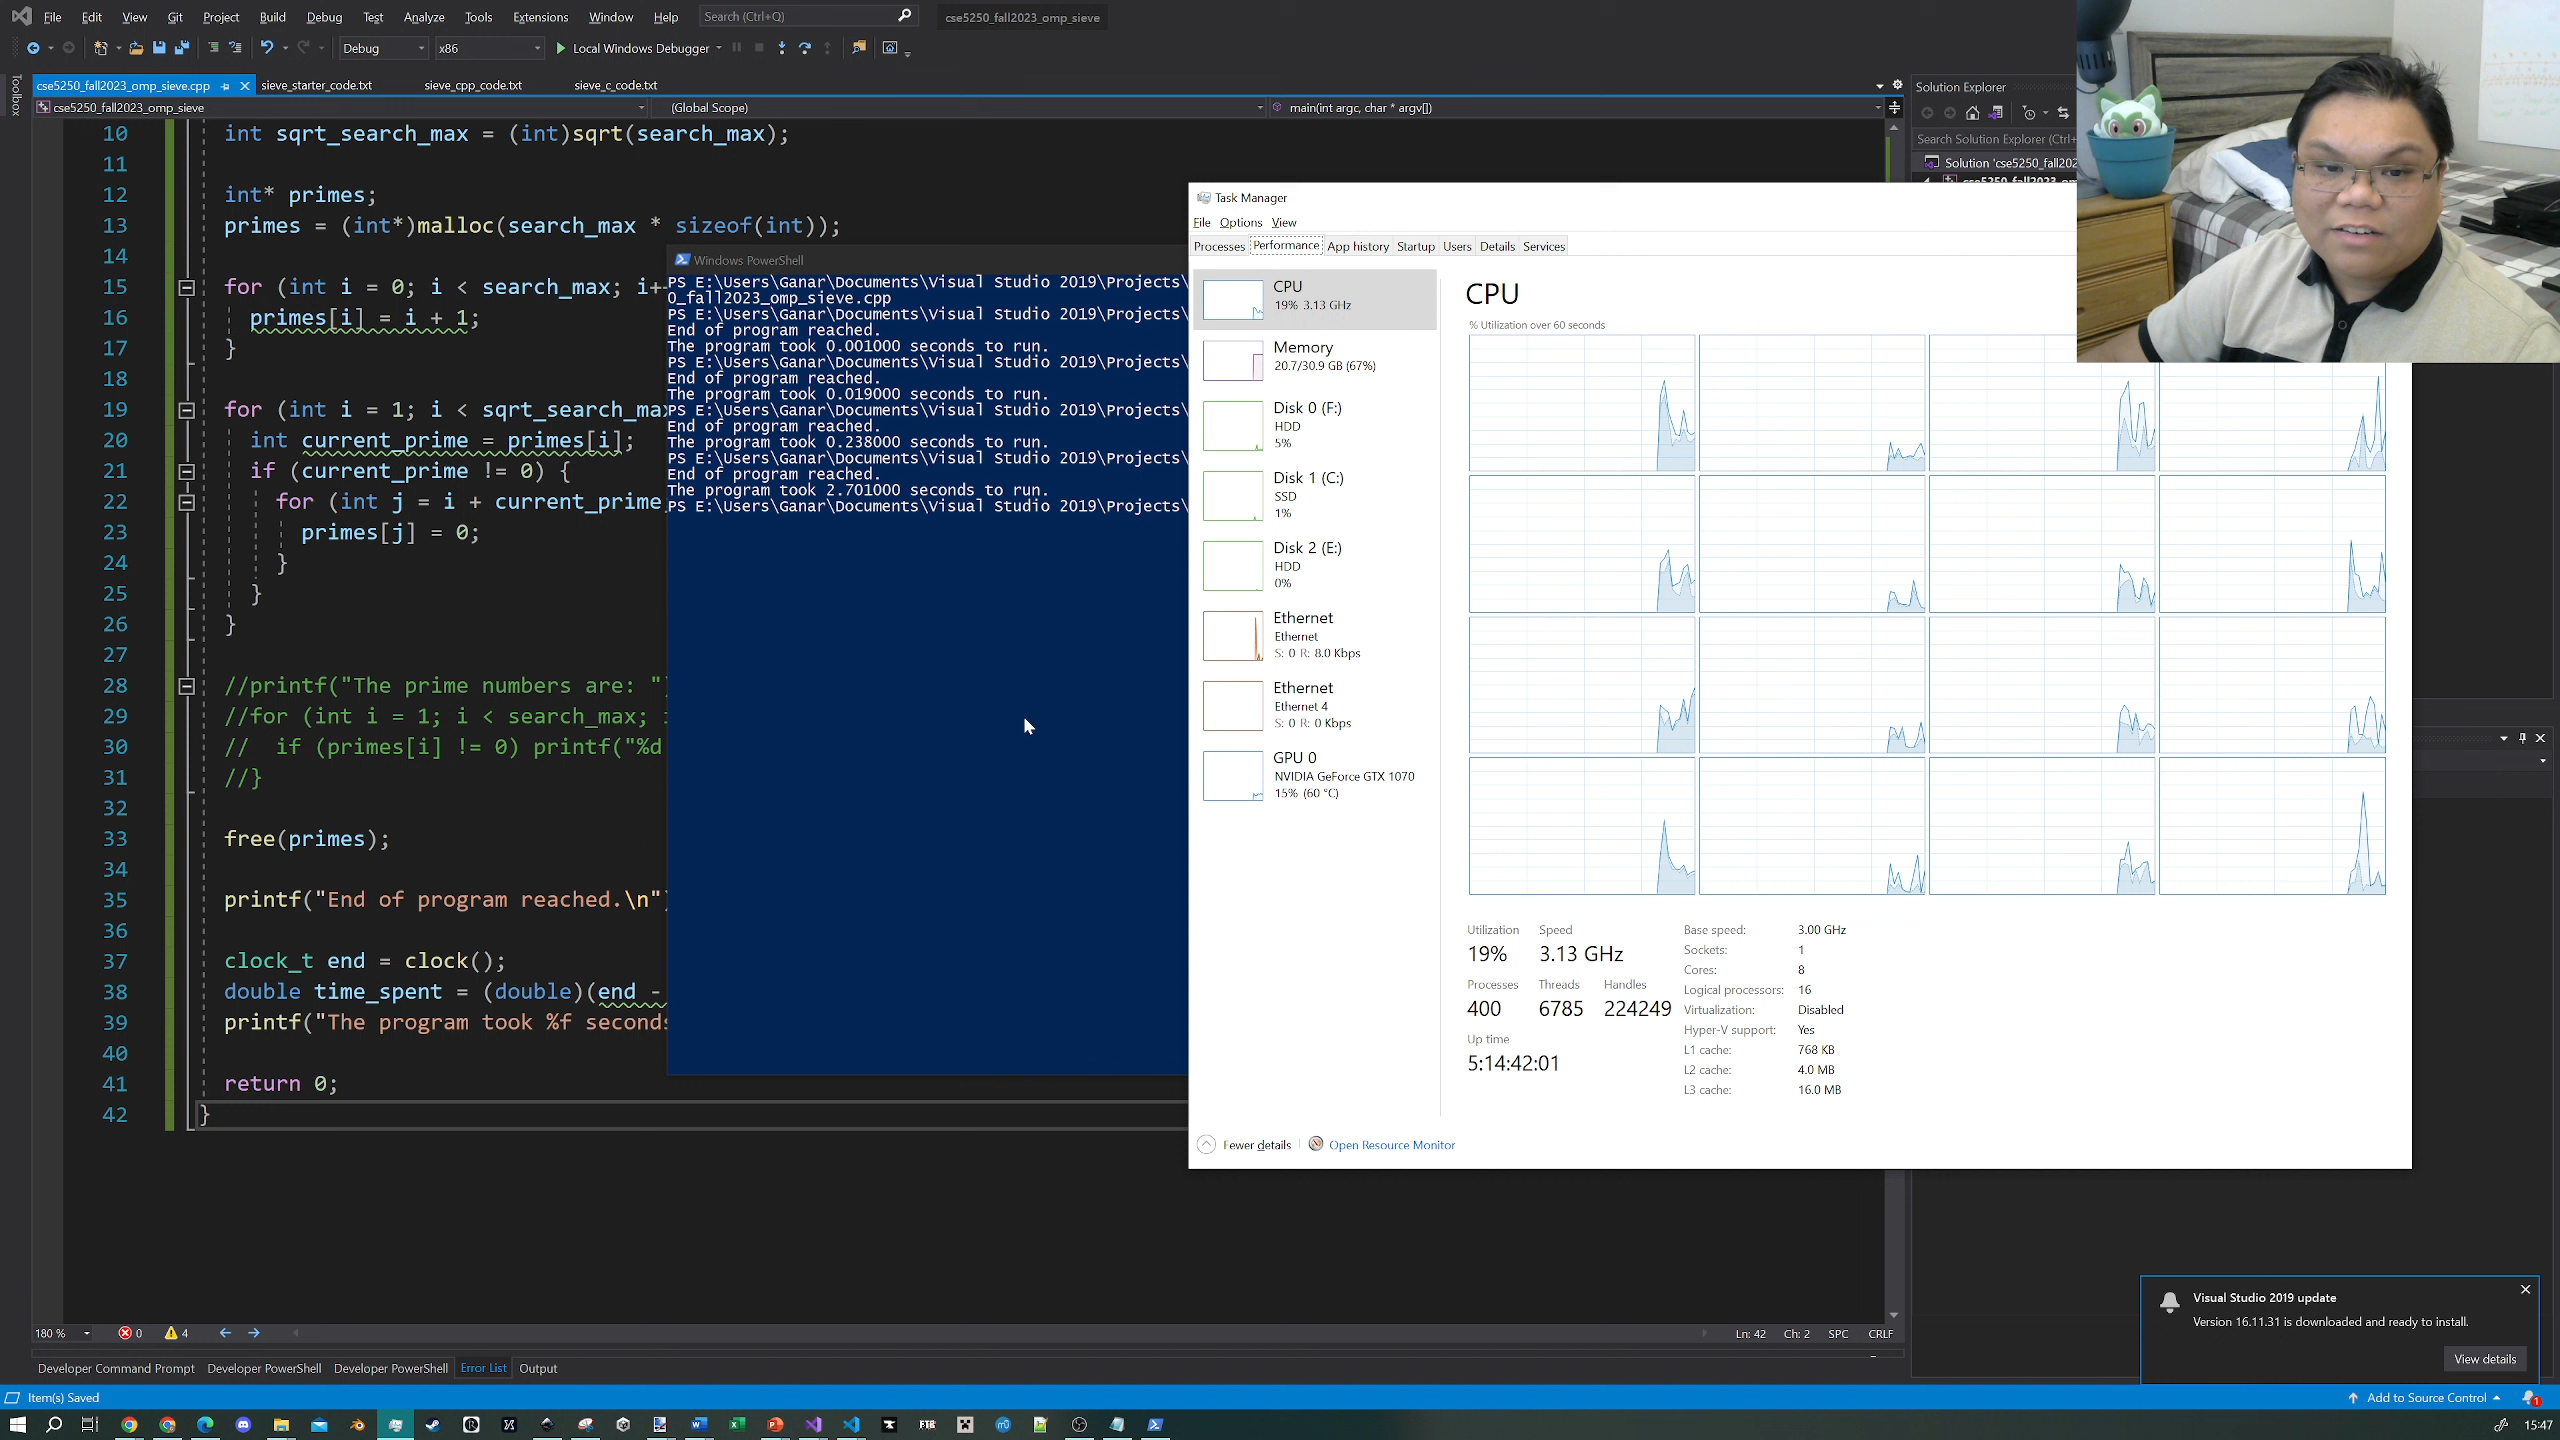 File Edit View Git Project Build Debug Test Analyze Tools Extensions Window Help Search (Ctrl+Q) cse5250_fall2023_omp_sieve
Debug x86 Local Windows Debugger
Toolbox
cse5250_fall2023_omp_sieve.cpp sieve_starter_code.txt sieve_cpp_code.txt sieve_c_code.txt
cse5250_fall2023_omp_sieve (Global Scope) main(int argc, char * argv[])
10 int sqrt_search_max = (int)sqrt(search_max);
11
12 int* primes;
13 primes = (int*)malloc(search_max * sizeof(int));
14
15 for (int i = 0; i < search_max; i+
16 primes[i] = i + 1;
17 }
18
19 for (int i = 1; i < sqrt_search_max
20 int current_prime = primes[i];
21 if (current_prime != 0) {
22 for (int j = i + current_prime
23 primes[j] = 0;
24 }
25 }
26 }
27
28 //printf("The prime numbers are: "
29 //for (int i = 1; i < search_max;
30 // if (primes[i] != 0) printf("%d
31 //}
32
33 free(primes);
34
35 printf("End of program reached.\n"
36
37 clock_t end = clock();
38 double time_spent = (double)(end -
39 printf("The program took %f seconds
40
41 return 0;
42 }
Windows PowerShell
PS E:\Users\Ganar\Documents\Visual Studio 2019\Projects\
0_fall2023_omp_sieve.cpp
PS E:\Users\Ganar\Documents\Visual Studio 2019\Projects\
End of program reached.
The program took 0.001000 seconds to run.
PS E:\Users\Ganar\Documents\Visual Studio 2019\Projects\
End of program reached.
The program took 0.019000 seconds to run.
PS E:\Users\Ganar\Documents\Visual Studio 2019\Projects\
End of program reached.
The program took 0.238000 seconds to run.
PS E:\Users\Ganar\Documents\Visual Studio 2019\Projects\
End of program reached.
The program took 2.701000 seconds to run.
PS E:\Users\Ganar\Documents\Visual Studio 2019\Projects\
Task Manager
File Options View
Processes Performance App history Startup Users Details Services
CPU
19% 3.13 GHz
Memory
20.7/30.9 GB (67%)
Disk 0 (F:)
HDD
5%
Disk 1 (C:)
SSD
1%
Disk 2 (E:)
HDD
0%
Ethernet
Ethernet
S: 0 R: 8.0 Kbps
Ethernet
Ethernet 4
S: 0 R: 0 Kbps
GPU 0
NVIDIA GeForce GTX 1070
15% (60 °C)
CPU
% Utilization over 60 seconds
Utilization Speed
19% 3.13 GHz
Processes Threads Handles
400 6785 224249
Up time
5:14:42:01
Base speed: 3.00 GHz
Sockets: 1
Cores: 8
Logical processors: 16
Virtualization: Disabled
Hyper-V support: Yes
L1 cache: 768 KB
L2 cache: 4.0 MB
L3 cache: 16.0 MB
Fewer details Open Resource Monitor
Solution Explorer
Search Solution Explorer (Ctrl+
Solution 'cse5250_fall202
Visual Studio 2019 update
Version 16.11.31 is downloaded and ready to install.
View details
180 % 0 4 Ln: 42 Ch: 2 SPC CRLF
Developer Command Prompt Developer PowerShell Developer PowerShell Error List Output
Item(s) Saved Add to Source Control 1
FTB 15:47